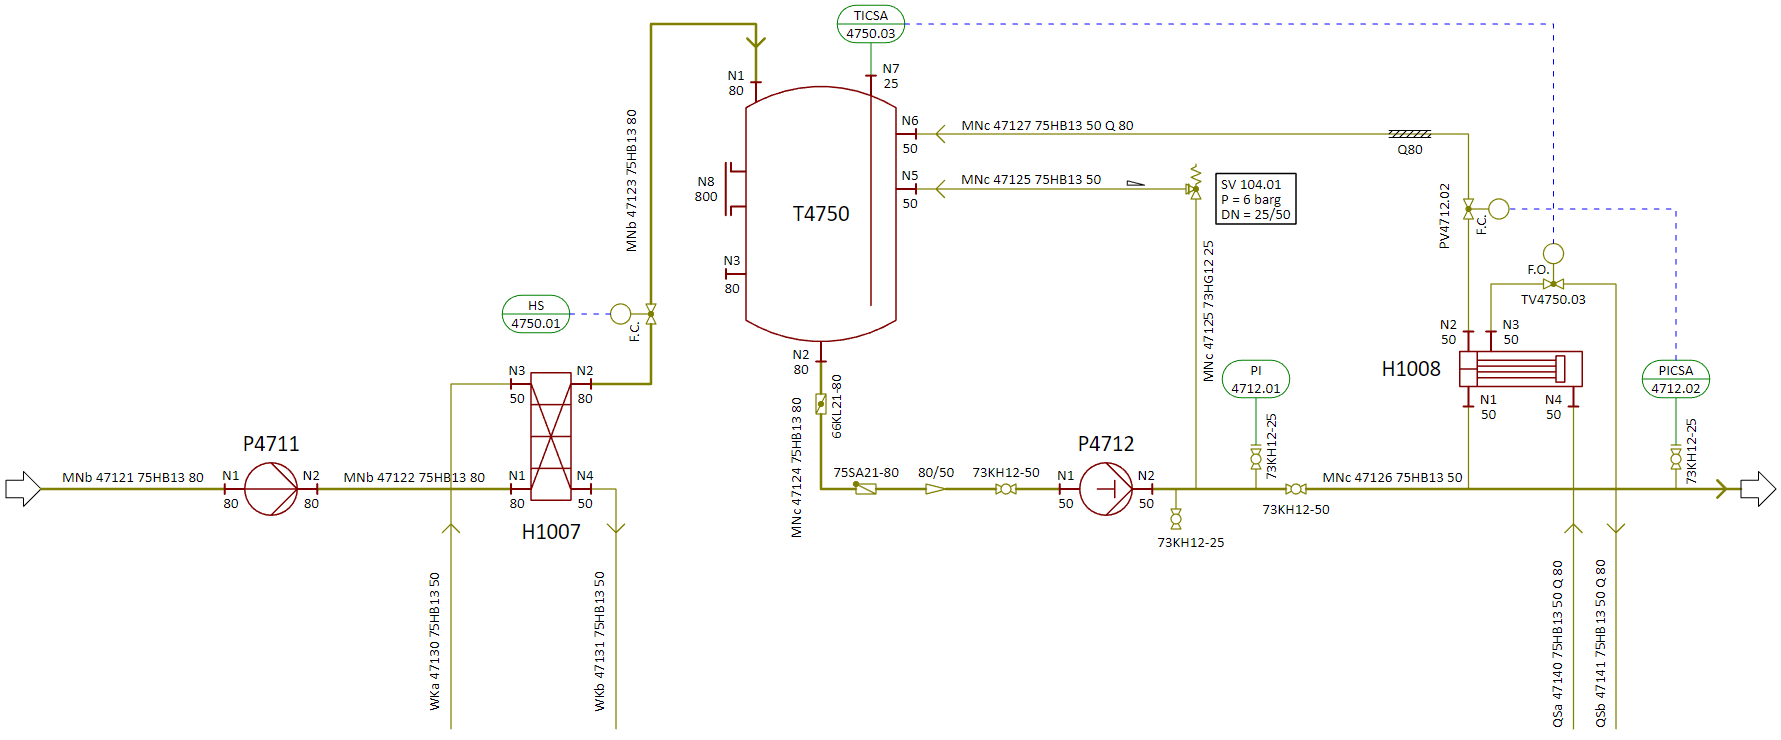 TICSA
4750.03
N7
25
N1
80
N6
50
MNc 47127 75HB13 50 Q 80
Q80
MNb 47123 75HB13 80
N8
800
T4750
N5
50
MNc 47125 75HB13 50
SV 104.01
P = 6 barg
DN = 25/50
PV4712.02
F.C.
N3
80
MNc 47125 73HG12 25
F.O.
TV4750.03
HS
4750.01
F.C.
N2
80
66KL21-80
MNc 47124 75HB13 80
N3
50
N2
80
PI
4712.01
73KH12-25
H1008
N2
50
N3
50
N1
50
N4
50
PICSA
4712.02
73KH12-25
P4711
MNb 47121 75HB13 80
N1
80
N2
80
MNb 47122 75HB13 80
N1
80
N4
50
H1007
75SA21-80
80/50
73KH12-50
P4712
N1
50
N2
50
73KH12-25
73KH12-50
MNc 47126 75HB13 50
WKa 47130 75HB13 50
WKb 47131 75HB13 50
QSa 47140 75HB13 50 Q 80
QSb 47141 75HB13 50 Q 80